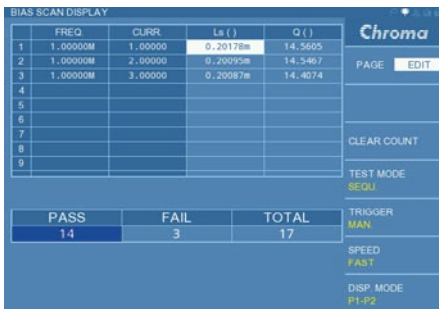 BIAS SCAN DISPLAY
Chroma
FREQ. CURR. Ls ( ) Q ( )
1 1.00000M 1.00000 0.20178m 14.5605
2 1.00000M 2.00000 0.20095m 14.5467
3 1.00000M 3.00000 0.20087m 14.4074
4
5
6
7
8
9
PASS FAIL TOTAL
14 3 17
PAGE EDIT
CLEAR COUNT
TEST MODE
SEQU.
TRIGGER
MAN.
SPEED
FAST
DISP. MODE
P1-P2